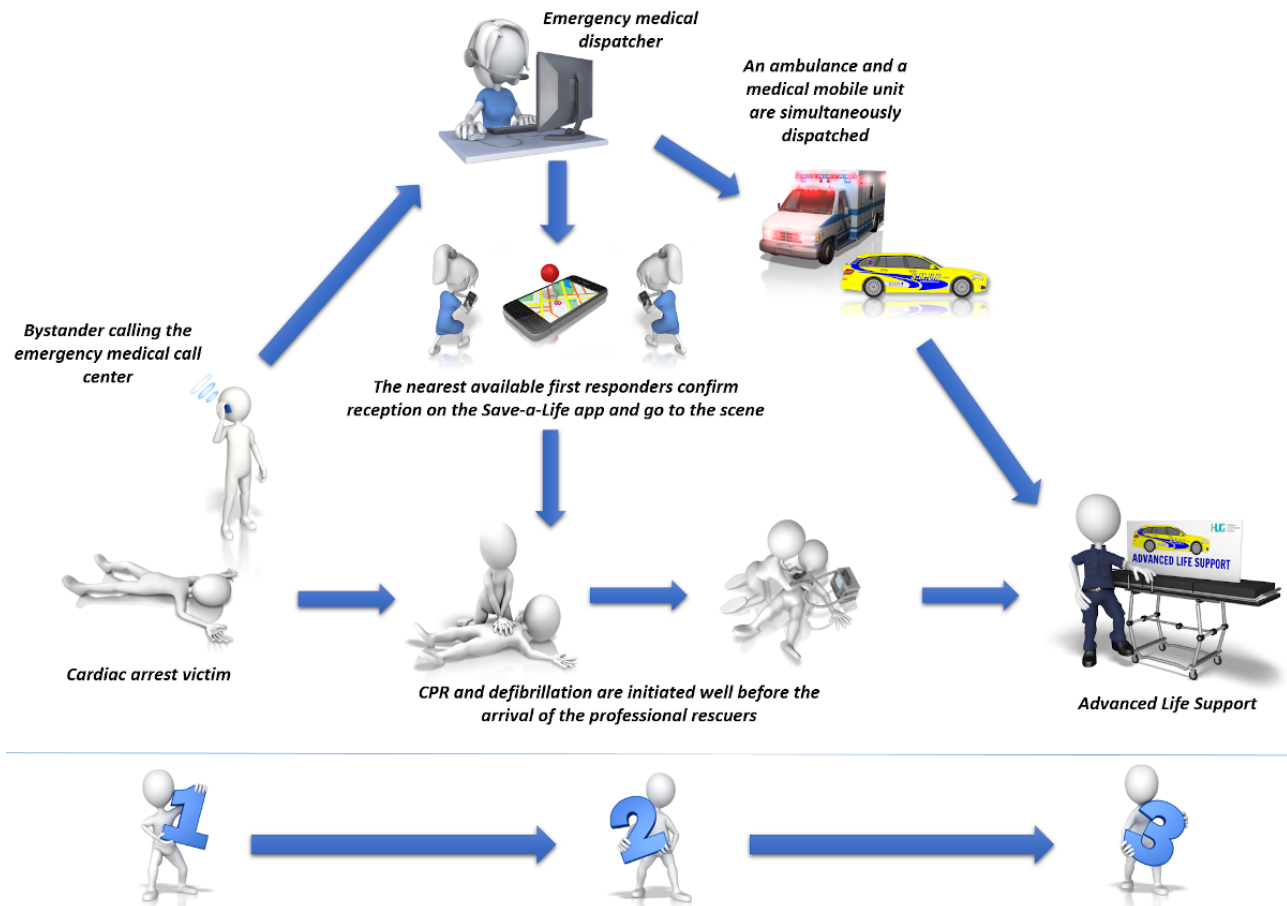 Emergency medical
dispatcher
An ambulance and a
medical mobile unit
are simultaneously
dispatched
Bystander calling the
emergency medical call
center
The nearest available first responders confirm
reception on the Save-a-Life app and go to the scene
HUG
ADVANCED LIFE SUPPORT
Cardiac arrest victim
CPR and defibrillation are initiated well before the
arrival of the professional rescuers
Advanced Life Support
1
2
3